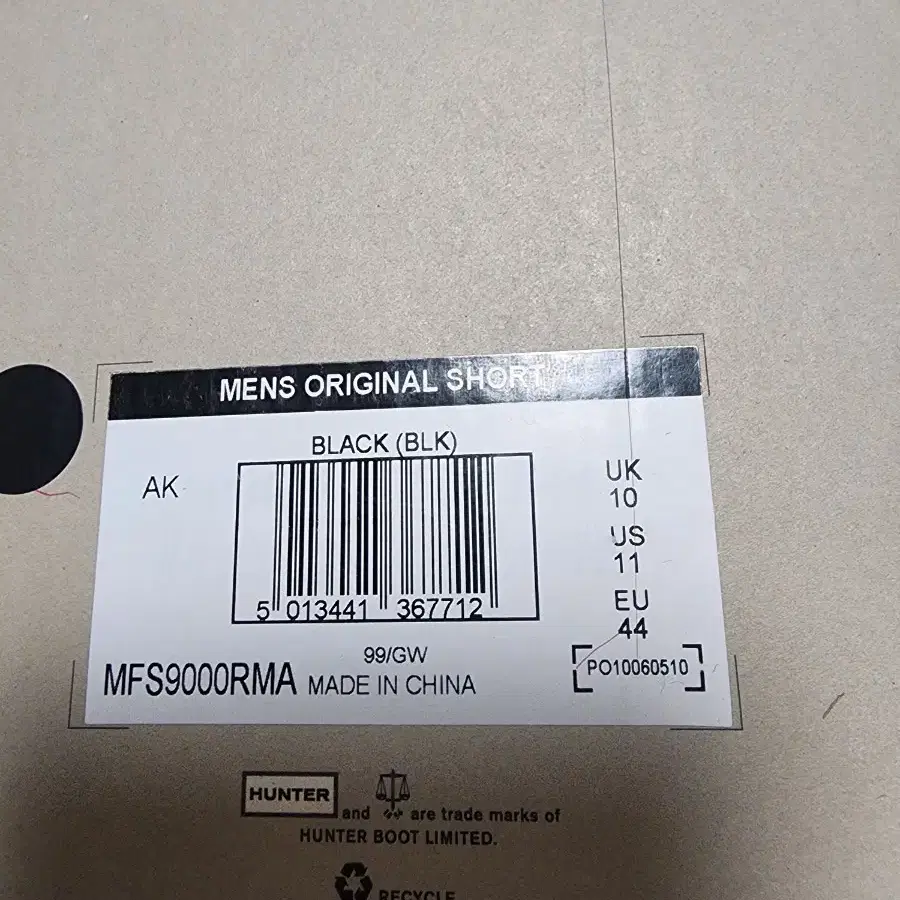 MENS ORIGINAL SHORT
BLACK (BLK)
AK
5 013441 367712
UK
10
US
11
EU
44
99/GW
MFS9000RMA MADE IN CHINA
PO10060510
HUNTER and are trade marks of
HUNTER BOOT LIMITED.
RECYCLE